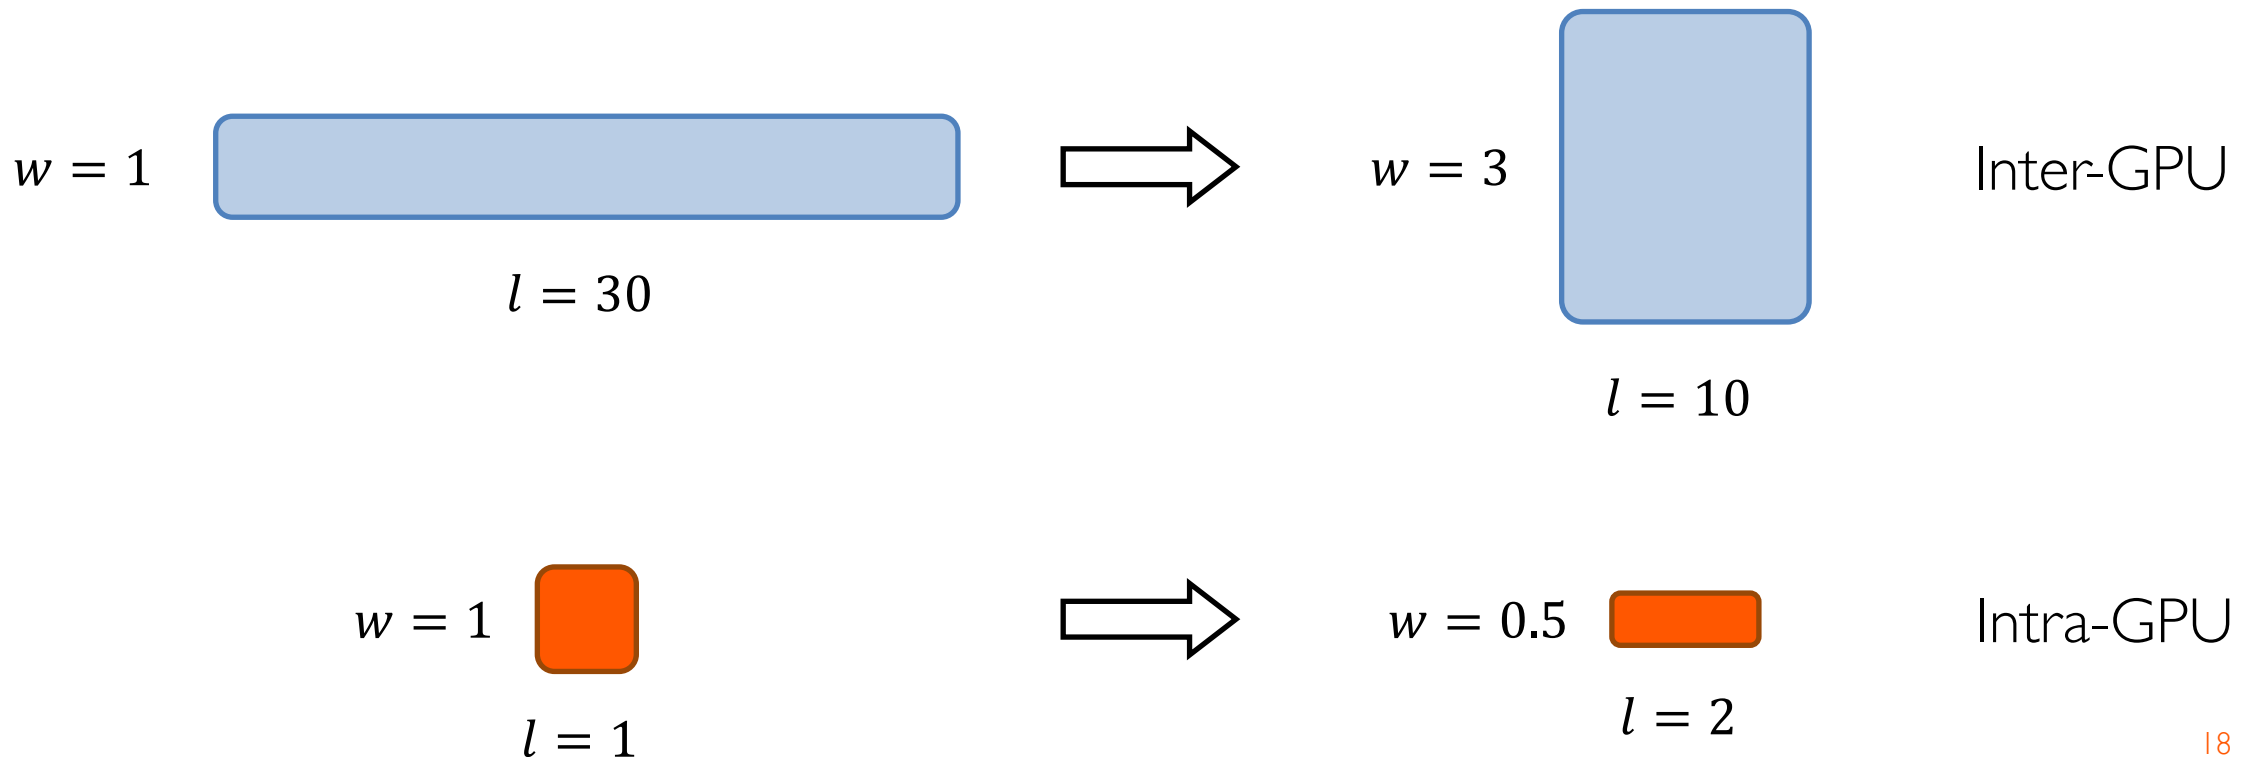 w = 1
l = 30
w = 3
l = 10
Inter-GPU
w = 1
l = 1
w = 0.5
l = 2
Intra-GPU
18